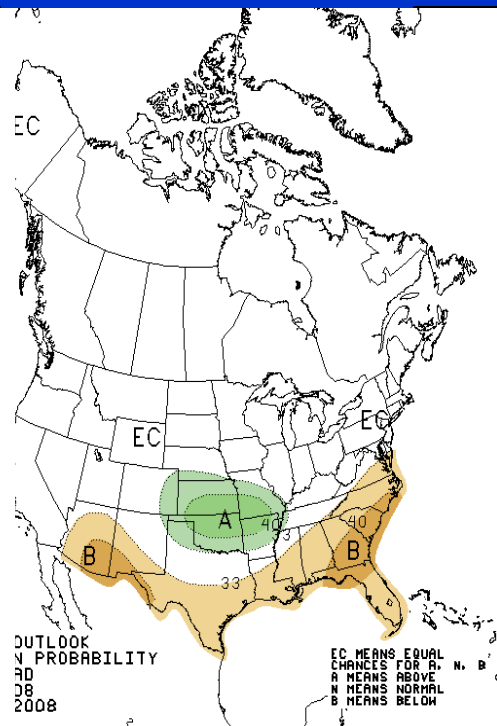 EC
EC
EC
A
40
33
40
B
B
33
OUTLOOK
N PROBABILITY
AD
08
2008
EC MEANS EQUAL
CHANCES FOR A, N, B
A MEANS ABOVE
N MEANS NORMAL
B MEANS BELOW